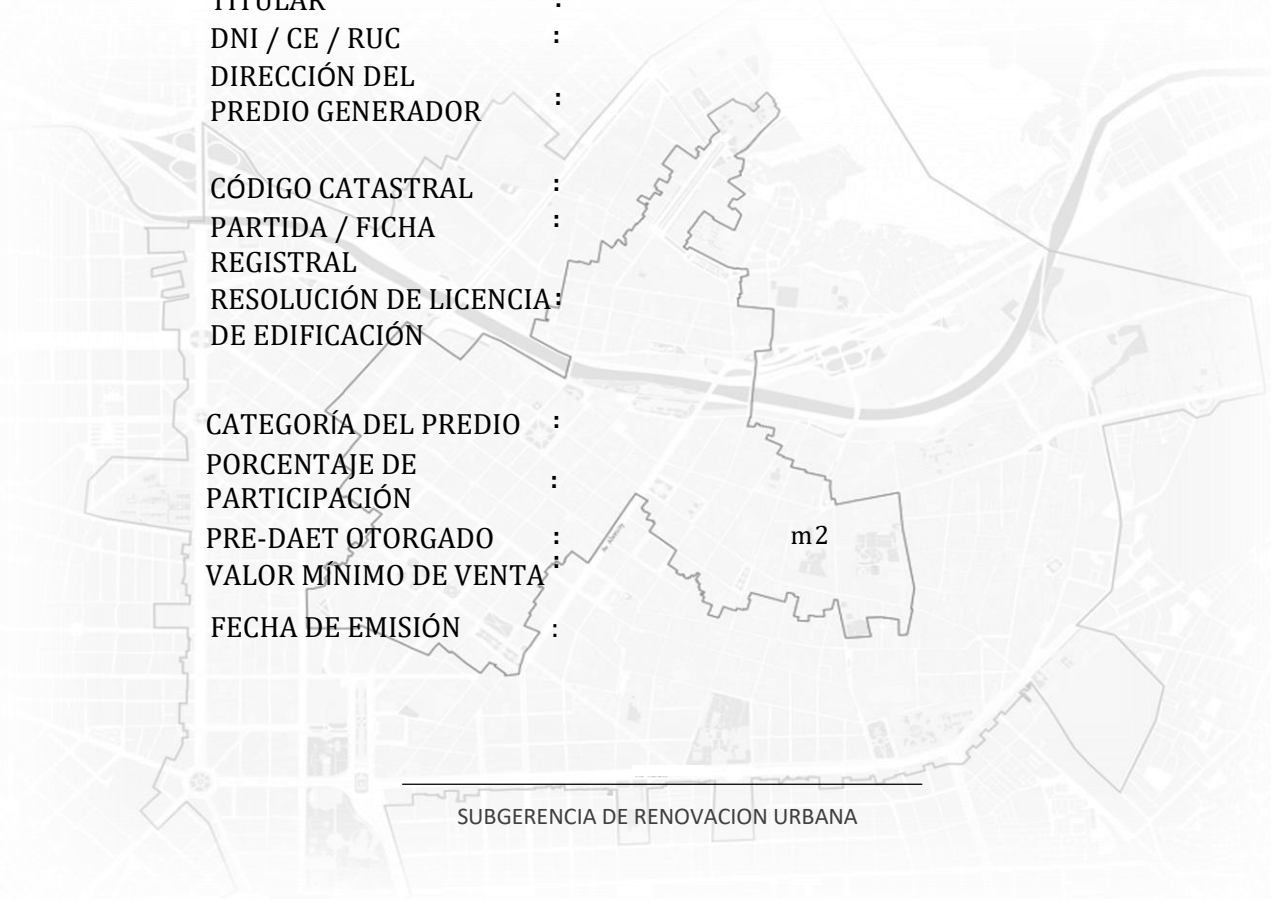 TITULAR :
DNI / CE / RUC :
DIRECCIÓN DEL
PREDIO GENERADOR :
CÓDIGO CATASTRAL :
PARTIDA / FICHA :
REGISTRAL
RESOLUCIÓN DE LICENCIA :
DE EDIFICACIÓN
CATEGORÍA DEL PREDIO :
PORCENTAJE DE
PARTICIPACIÓN :
PRE-DAET OTORGADO : m2
VALOR MÍNIMO DE VENTA :
FECHA DE EMISIÓN :
SUBGERENCIA DE RENOVACION URBANA